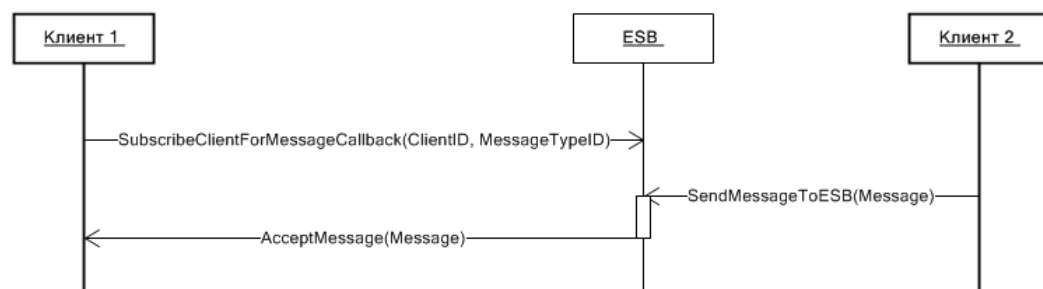 Клиент 1
ESB
Клиент 2
SubscribeClientForMessageCallback(ClientID, MessageTypeID)
SendMessageToESB(Message)
AcceptMessage(Message)